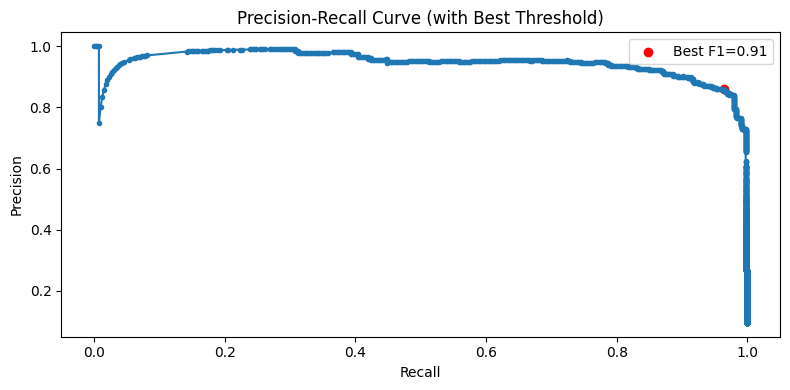 Precision-Recall Curve (with Best Threshold)
Best F1=0.91
Precision
1.0
0.8
0.6
0.4
0.2
0.0 0.2 0.4 0.6 0.8 1.0
Recall